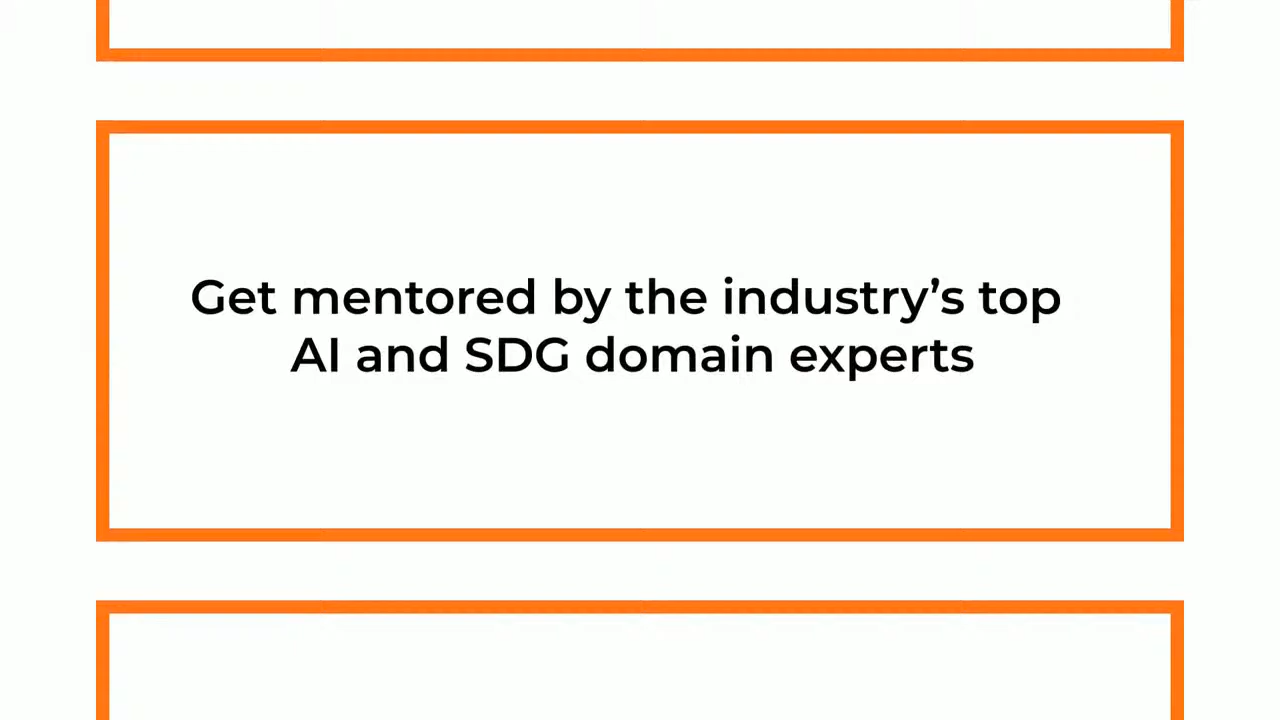 Get mentored by the industry’s top
AI and SDG domain experts